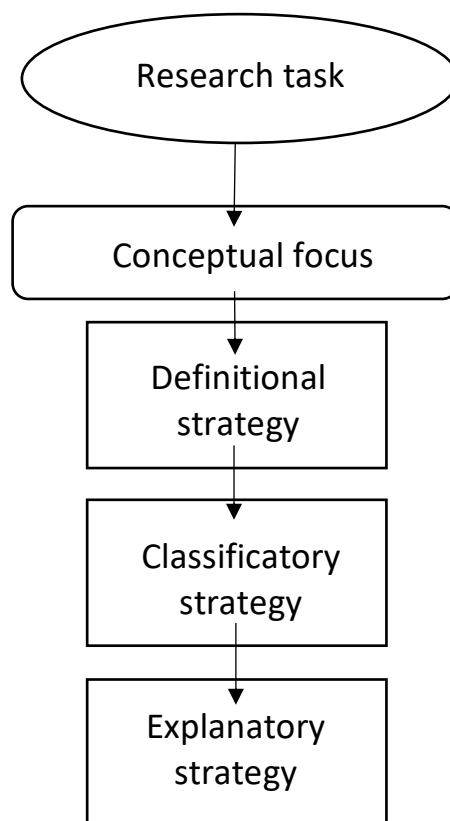 Research task
Conceptual focus
Definitional
strategy
Classificatory
strategy
Explanatory
strategy